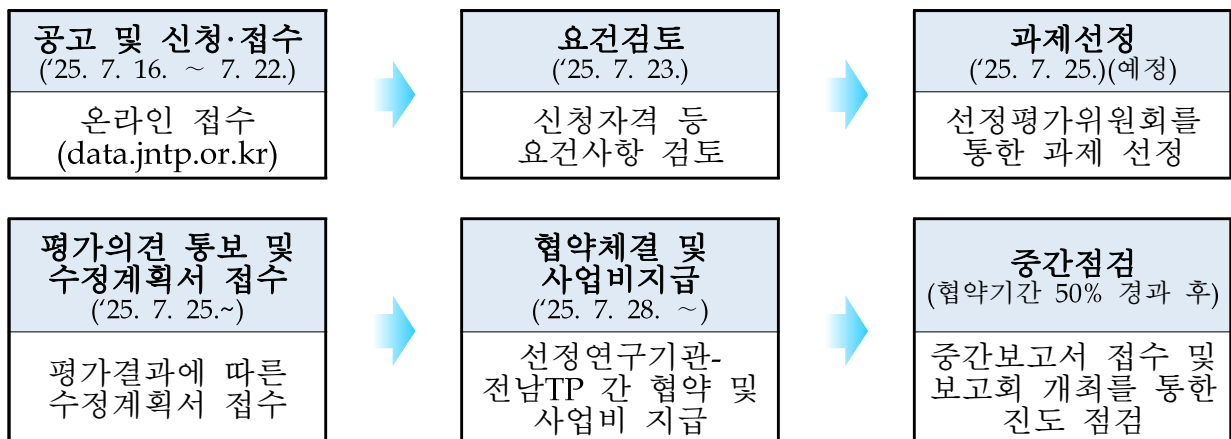 공고 및 신청·접수
(‘25. 7. 16. ~ 7. 22.)
온라인 접수
(data.jntp.or.kr)
요건검토
(‘25. 7. 23.)
신청자격 등
요건사항 검토
과제선정
(‘25. 7. 25.)(예정)
선정평가위원회를
통한 과제 선정
평가의견 통보 및
수정계획서 접수
(‘25. 7. 25.~)
평가결과에 따른
수정계획서 접수
협약체결 및
사업비지급
(‘25. 7. 28. ~)
선정연구기관-
전남TP 간 협약 및
사업비 지급
중간점검
(협약기간 50% 경과 후)
중간보고서 접수 및
보고회 개최를 통한
진도 점검